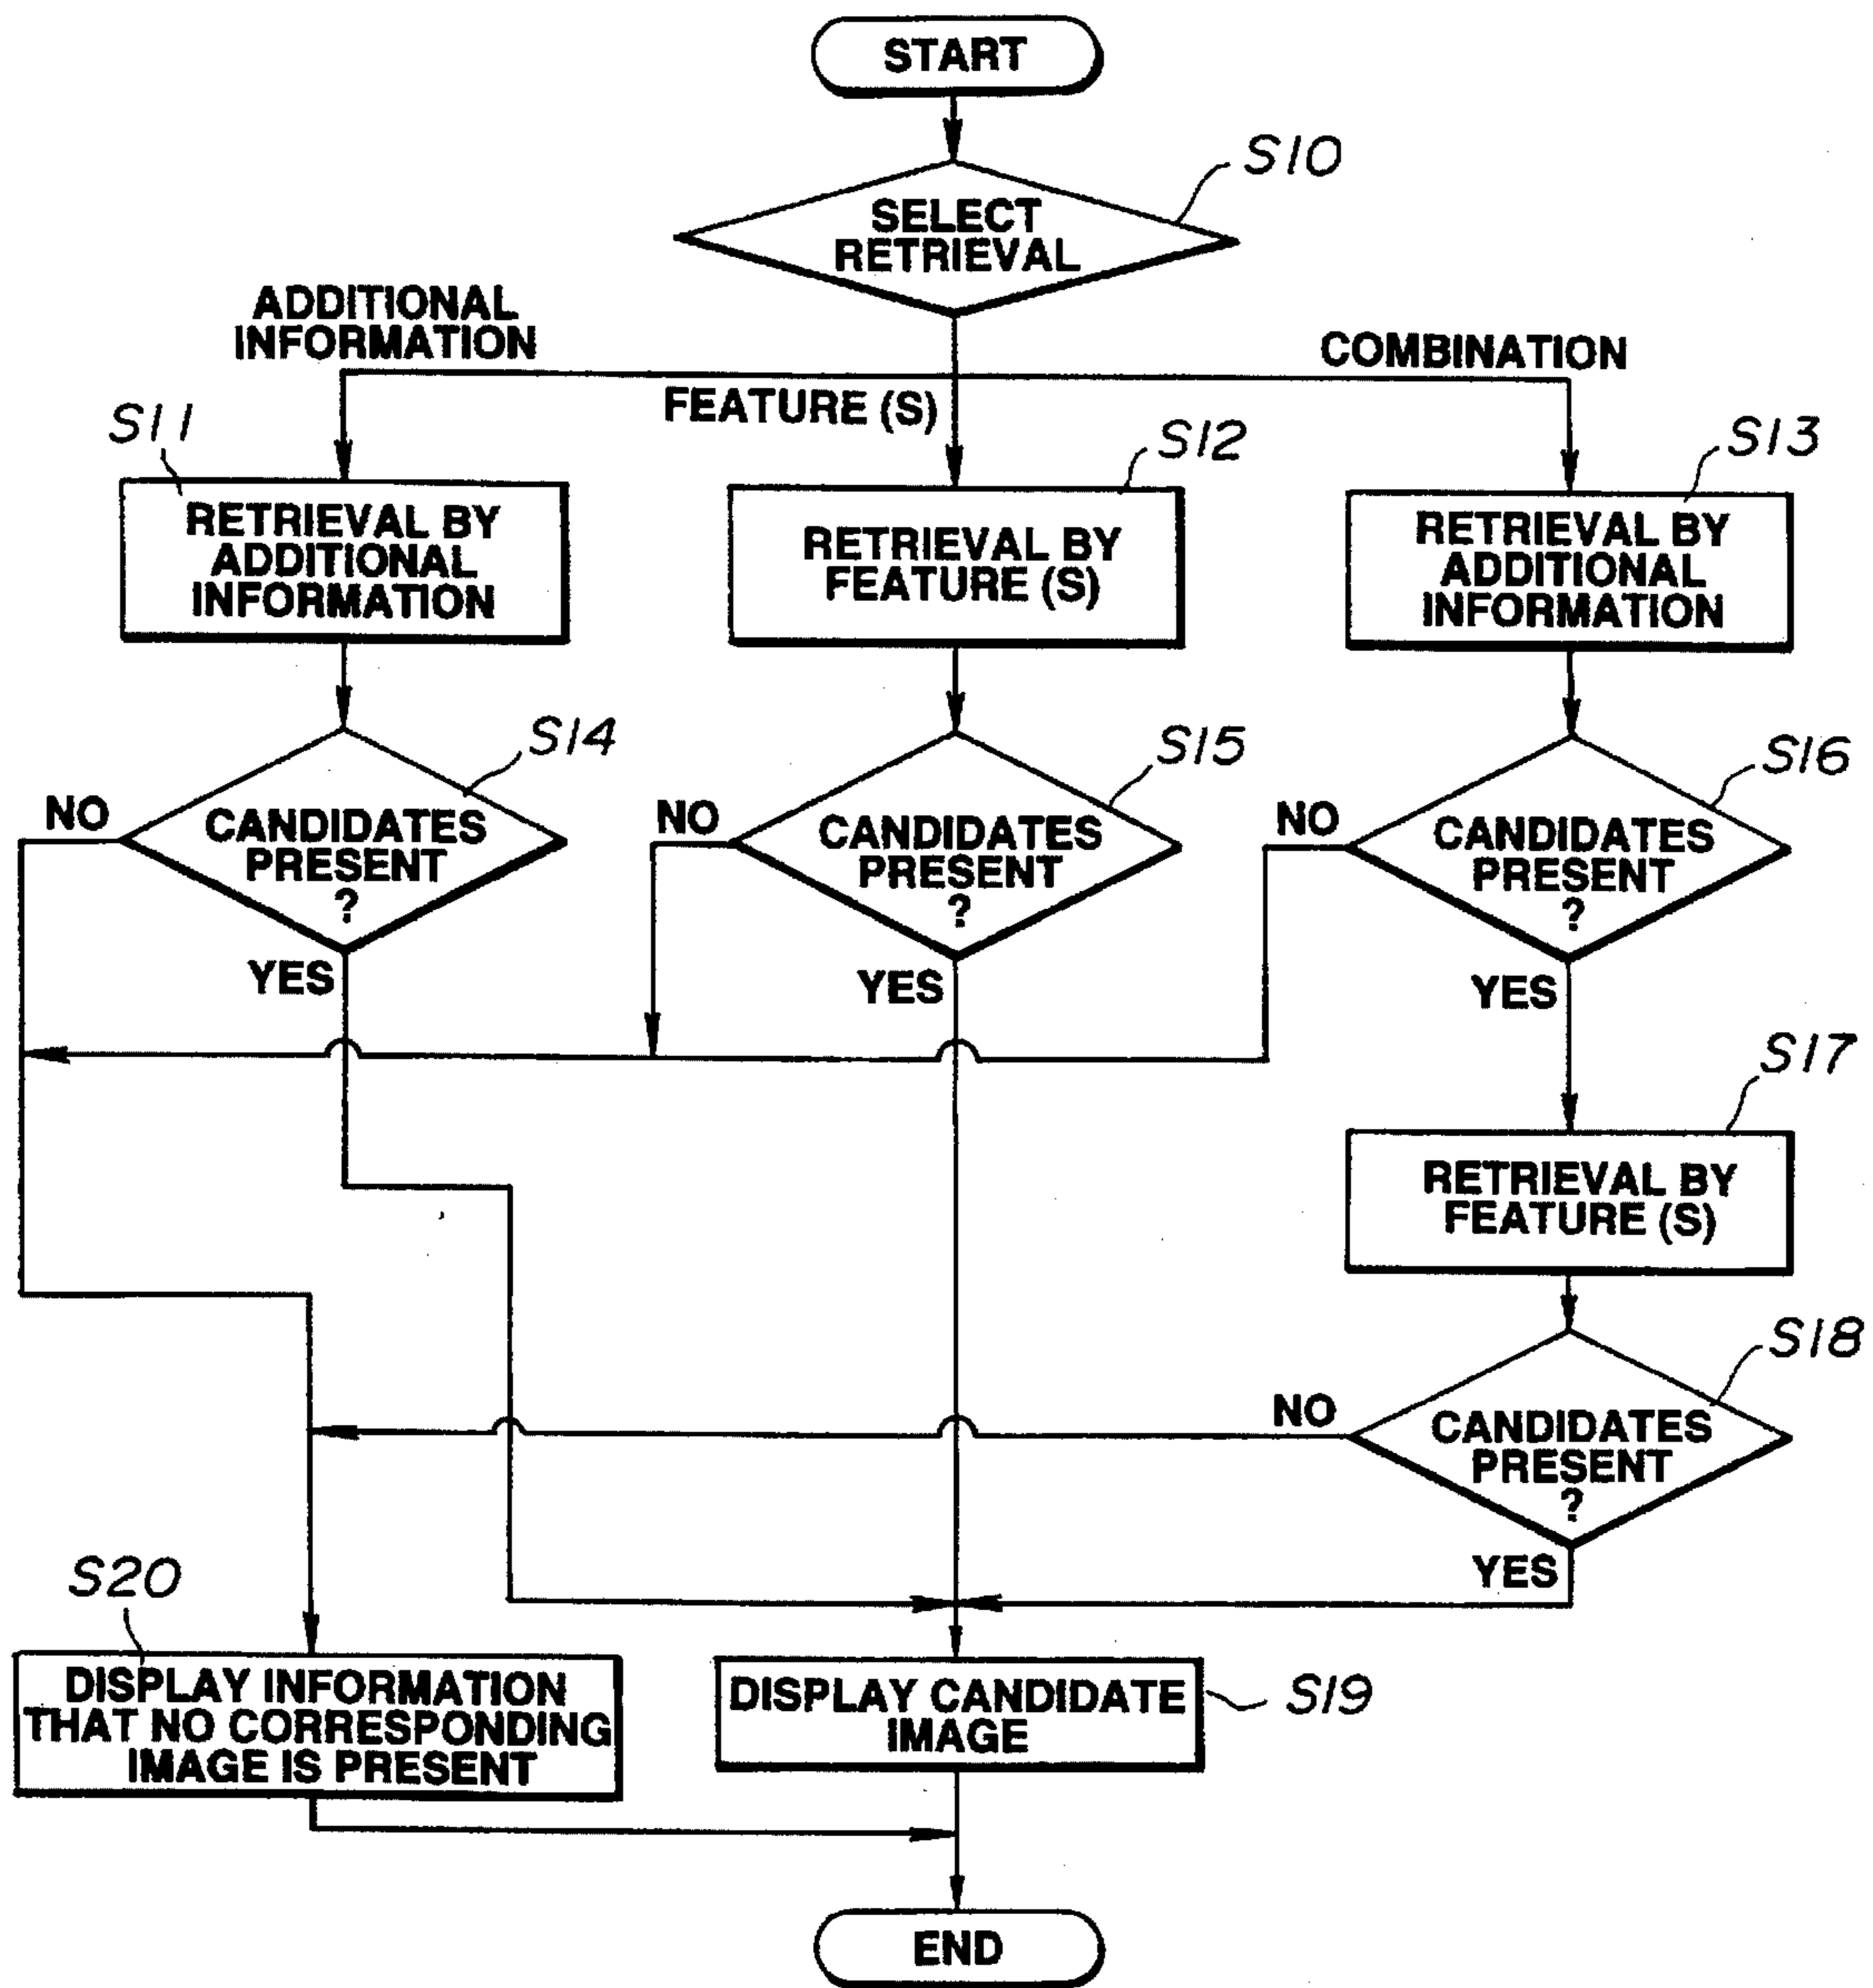 START
S10
SELECT
RETRIEVAL
ADDITIONAL
INFORMATION
COMBINATION
FEATURE (S)
S11
S12
S13
RETRIEVAL BY
ADDITIONAL
INFORMATION
RETRIEVAL BY
FEATURE (S)
RETRIEVAL BY
ADDITIONAL
INFORMATION
S14
S15
S16
NO
CANDIDATES
PRESENT
?
YES
NO
CANDIDATES
PRESENT
?
YES
NO
CANDIDATES
PRESENT
?
YES
S17
RETRIEVAL BY
FEATURE (S)
S18
NO
CANDIDATES
PRESENT
?
YES
S20
DISPLAY INFORMATION
THAT NO CORRESPONDING
IMAGE IS PRESENT
DISPLAY CANDIDATE
IMAGE
S19
END